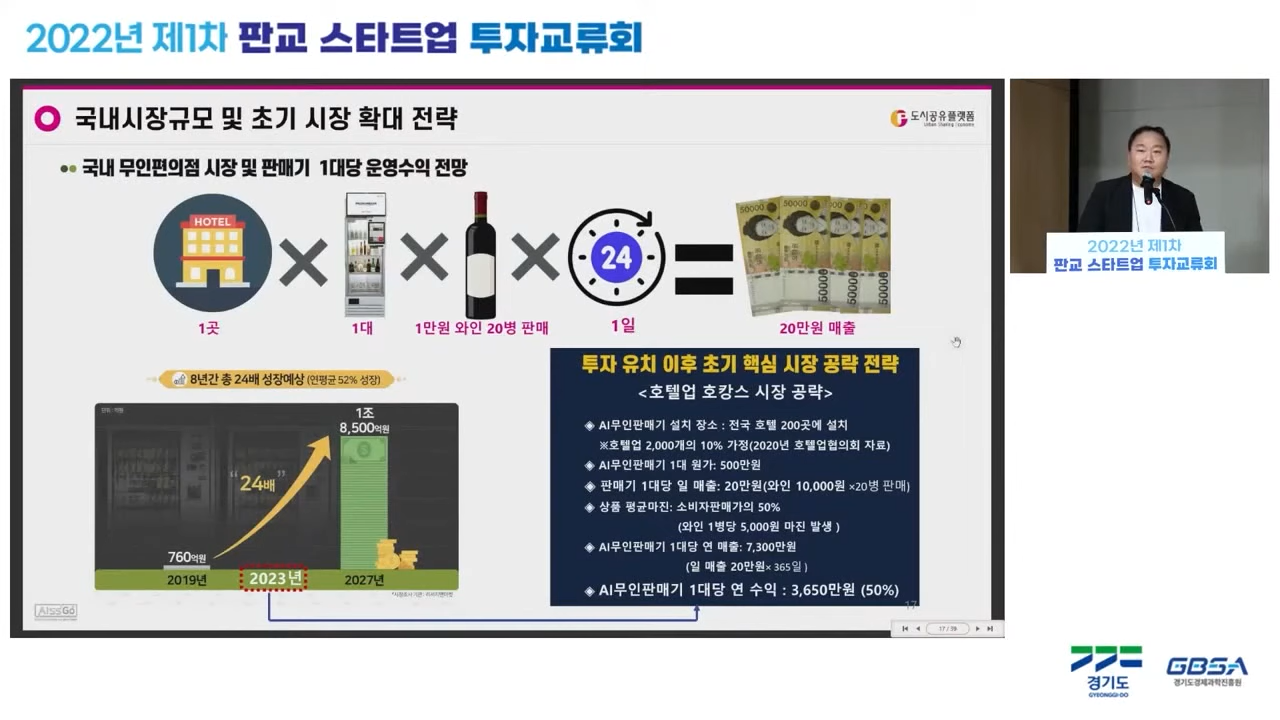 2022년 제1차 판교 스타트업 투자교류회
국내시장규모 및 초기 시장 확대 전략
도시공유플랫폼
국내 무인편의점 시장 및 판매기 1대당 운영수익 전망
HOTEL
24
50000 50000 50000 50000
50000 50000 50000
1곳
1대
1만원 와인 20병 판매
1일
20만원 매출
8년간 총 24배 성장예상 (연평균 52% 성장)
1조
8,500억원
“24배”
760억원
2019년
2023년
2027년
투자 유치 이후 초기 핵심 시장 공략 전략
<호텔업 호캉스 시장 공략>
◈ AI무인판매기 설치 장소 : 전국 호텔 200곳에 설치
※호텔업 2,000개의 10% 가정(2020년 호텔업협의회 자료)
◈ AI무인판매기 1대 원가: 500만원
◈ 판매기 1대당 일 매출: 20만원(와인 10,000원 ×20병 판매)
◈ 상품 평균마진: 소비자판매가의 50%
(와인 1병당 5,000원 마진 발생 )
◈ AI무인판매기 1대당 연 매출: 7,300만원
(일 매출 20만원× 365일 )
◈ AI무인판매기 1대당 연 수익 : 3,650만원 (50%)
17
AISS GO
17 / 39
2022년 제1차
판교 스타트업 투자교류회
경기도
GYEONGGI-DO
GBSA
경기도경제과학진흥원